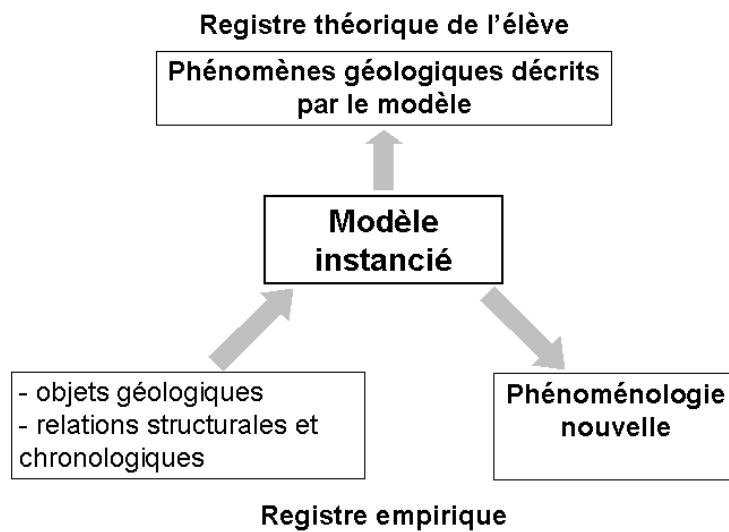 Registre théorique de l'élève
Phénomènes géologiques décrits
par le modèle
Modèle
instancié
- objets géologiques
- relations structurales et
chronologiques
Phénoménologie
nouvelle
Registre empirique